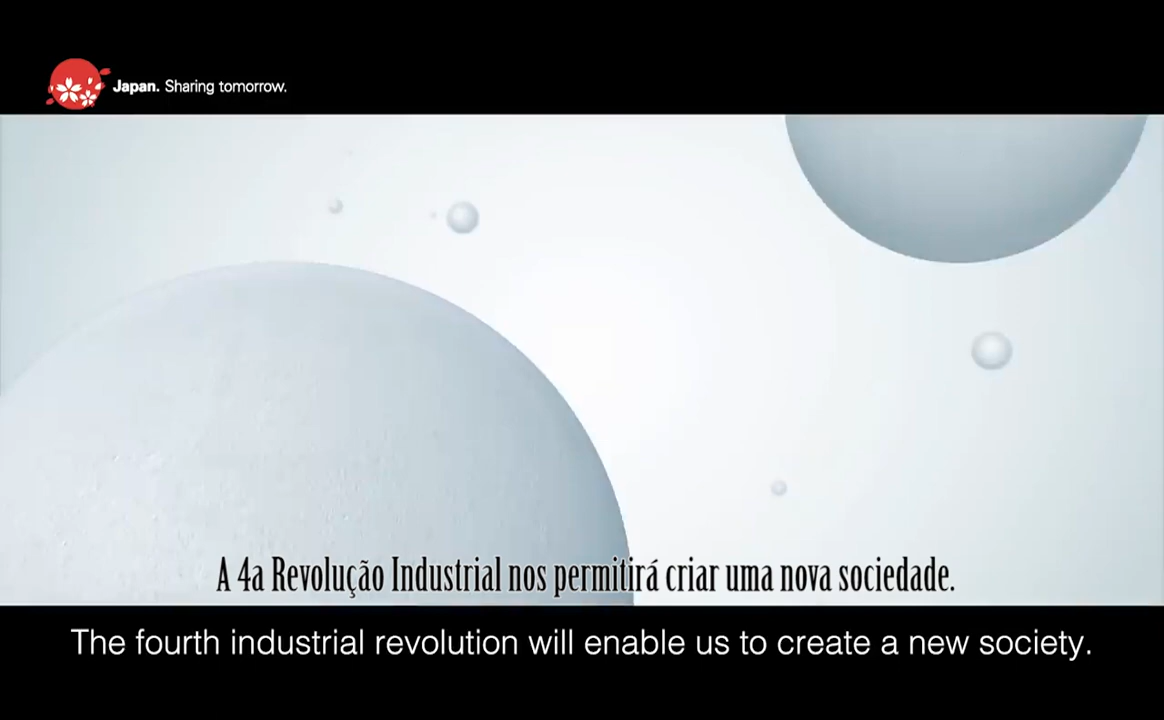 Japan. Sharing tomorrow.
A 4a Revolução Industrial nos permitirá criar uma nova sociedade.
The fourth industrial revolution will enable us to create a new society.